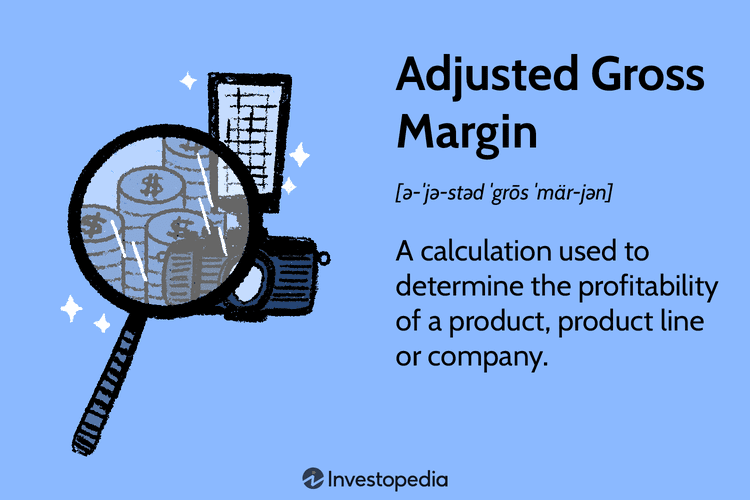 Adjusted Gross
Margin
[ə-ˈjə-stəd ˈgrōs ˈmär-jən]
A calculation used to
determine the profitability
of a product, product line
or company.
$
$
$
$
Investopedia